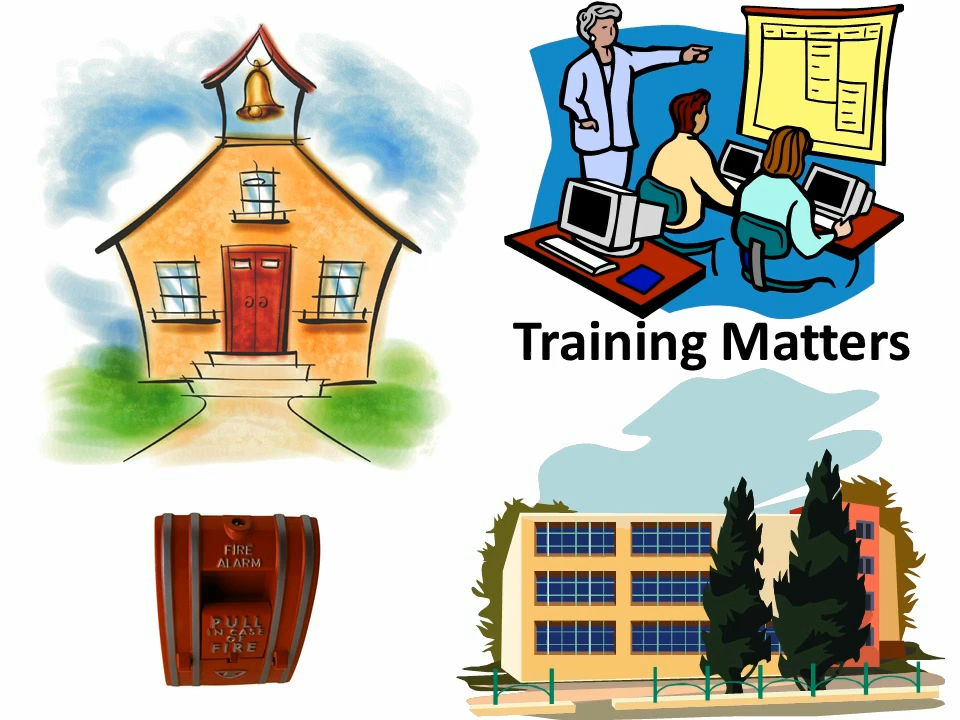 Training Matters
FIRE
ALARM
PULL
IN CASE
OF
FIRE